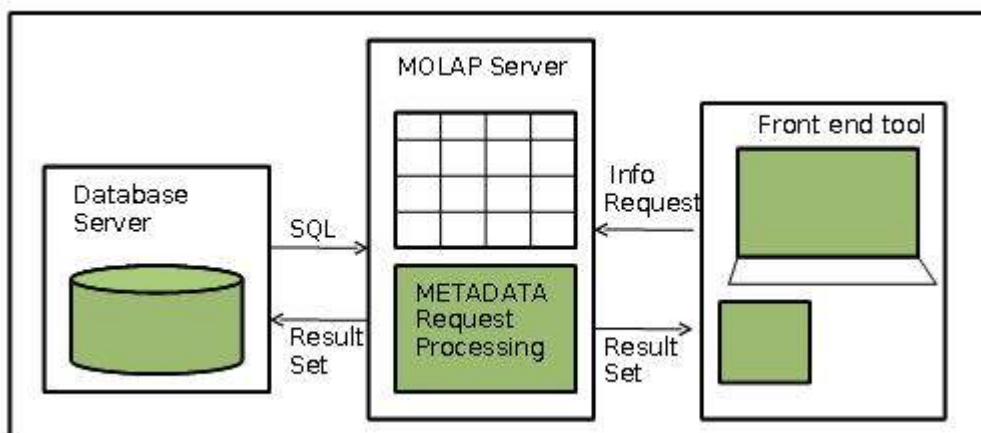 MOLAP Server
Front end tool
Database
Server
SQL
Info
Request
METADATA
Request
Processing
Result
Set
Result
Set